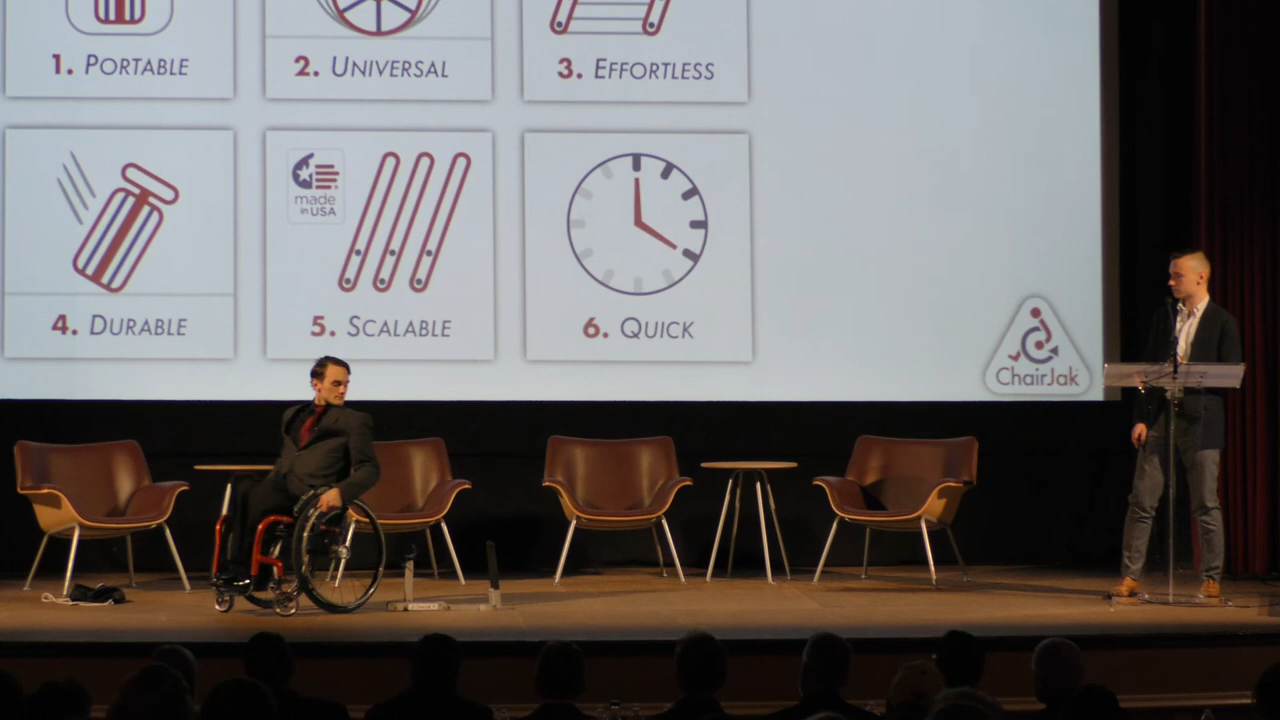 1. PORTABLE
2. UNIVERSAL
3. EFFORTLESS
made
in USA
4. DURABLE
5. SCALABLE
6. QUICK
ChairJak